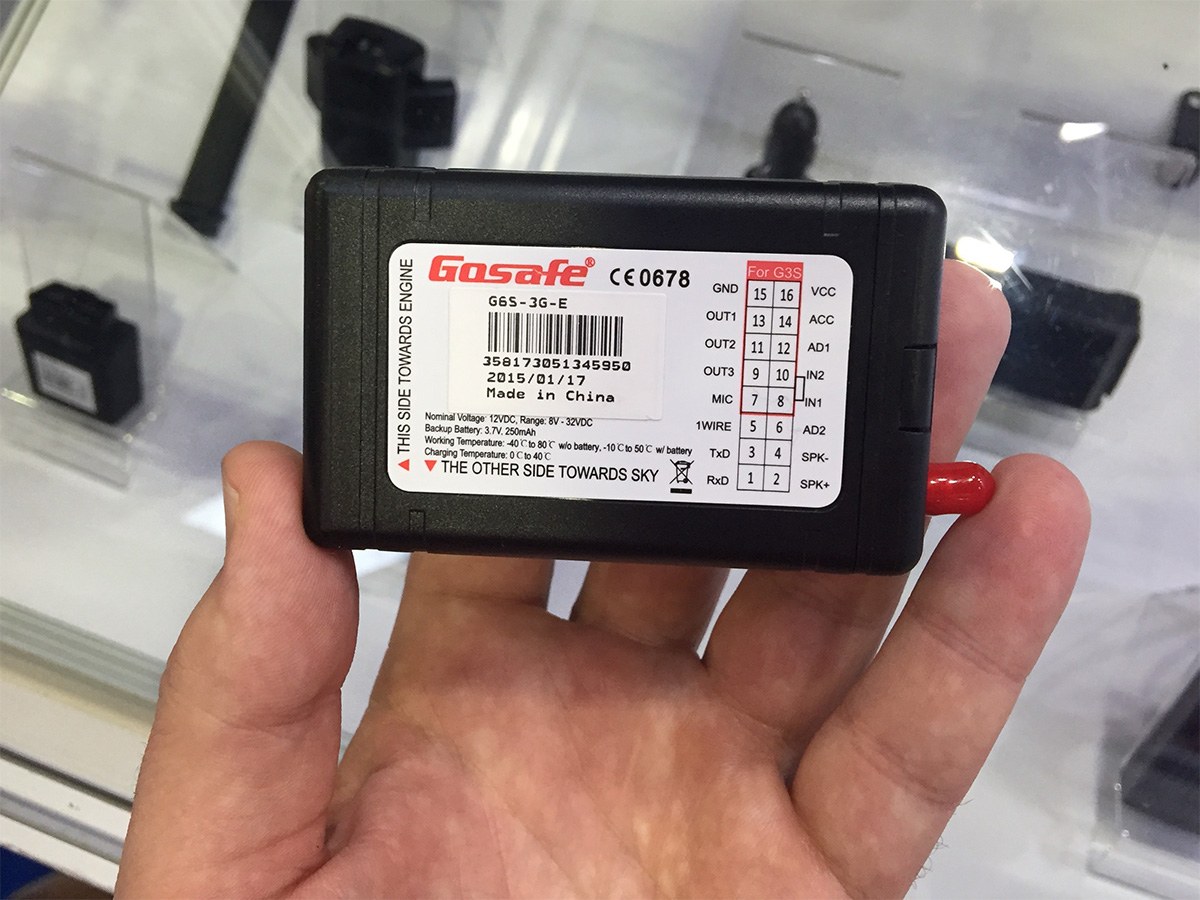 THIS SIDE TOWARDS ENGINE
Gosafe®
CE0678
G6S-3G-E
358173051345950
2015/01/17
Made in China
Nominal Voltage: 12VDC, Range: 8V - 32VDC
Backup Battery: 3.7V, 250mAh
Working Temperature: -40℃ to 80℃ w/o battery, -10℃ to 50℃ w/ battery
Charging Temperature: 0℃ to 40℃
THE OTHER SIDE TOWARDS SKY
For G3S
GND 15 16 VCC
OUT1 13 14 ACC
OUT2 11 12 AD1
OUT3 9 10 IN2
MIC 7 8 IN1
1WIRE 5 6 AD2
TxD 3 4 SPK-
RxD 1 2 SPK+